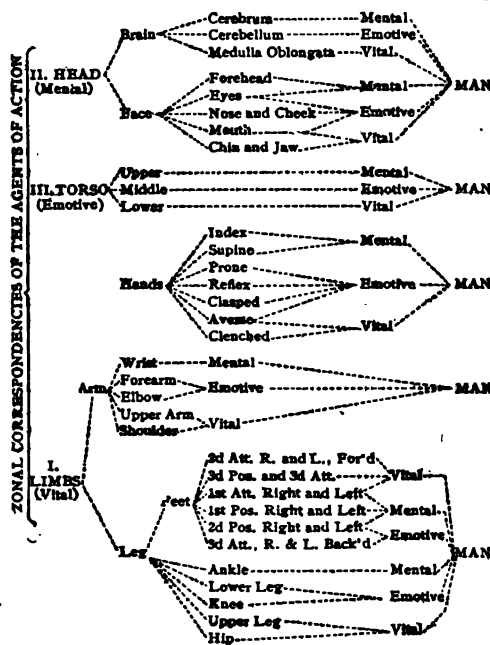 ZONAL CORRESPONDENCIES OF THE AGENTS OF ACTION
II. HEAD
(Mental)
Brain
Cerebrum
Mental
Cerebellum
Emotive
Medulla Oblongata
Vital
MAN
Face
Forehead
Eyes
Mental
Nose and Cheek
Emotive
Mouth
Vital
Chin and Jaw
III. TORSO
(Emotive)
Upper
Mental
Middle
Emotive
MAN
Lower
Vital
Hands
Index
Supine
Mental
Prone
Reflex
Emotive
MAN
Clasped
Averse
Vital
Clenched
I.
LIMBS
(Vital)
Arm
Wrist
Mental
Forearm
Emotive
MAN
Elbow
Upper Arm
Vital
Shoulder
Leg
Feet
2d Att. R. and L., For'd
3d Pos. and 3d Att.
Vital
1st Att. Right and Left
1st Pos. Right and Left
Mental
2d Pos. Right and Left
Emotive
3d Att., R. & L. Back'd
MAN
Ankle
Mental
Lower Leg
Emotive
Knee
Upper Leg
Vital
Hip